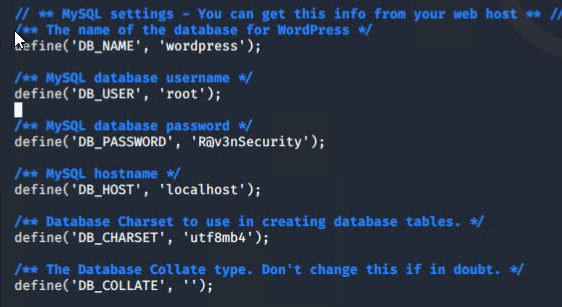 // ** MySQL settings - You can get this info from your web host ** //
/** The name of the database for WordPress */
define('DB_NAME', 'wordpress');
/** MySQL database username */
define('DB_USER', 'root');
/** MySQL database password */
define('DB_PASSWORD', 'R@v3nSecurity');
/** MySQL hostname */
define('DB_HOST', 'localhost');
/** Database Charset to use in creating database tables. */
define('DB_CHARSET', 'utf8mb4');
/** The Database Collate type. Don't change this if in doubt. */
define('DB_COLLATE', '');